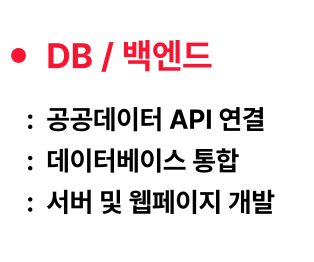 • DB / 백엔드
: 공공데이터 API 연결
: 데이터베이스 통합
: 서버 및 웹페이지 개발